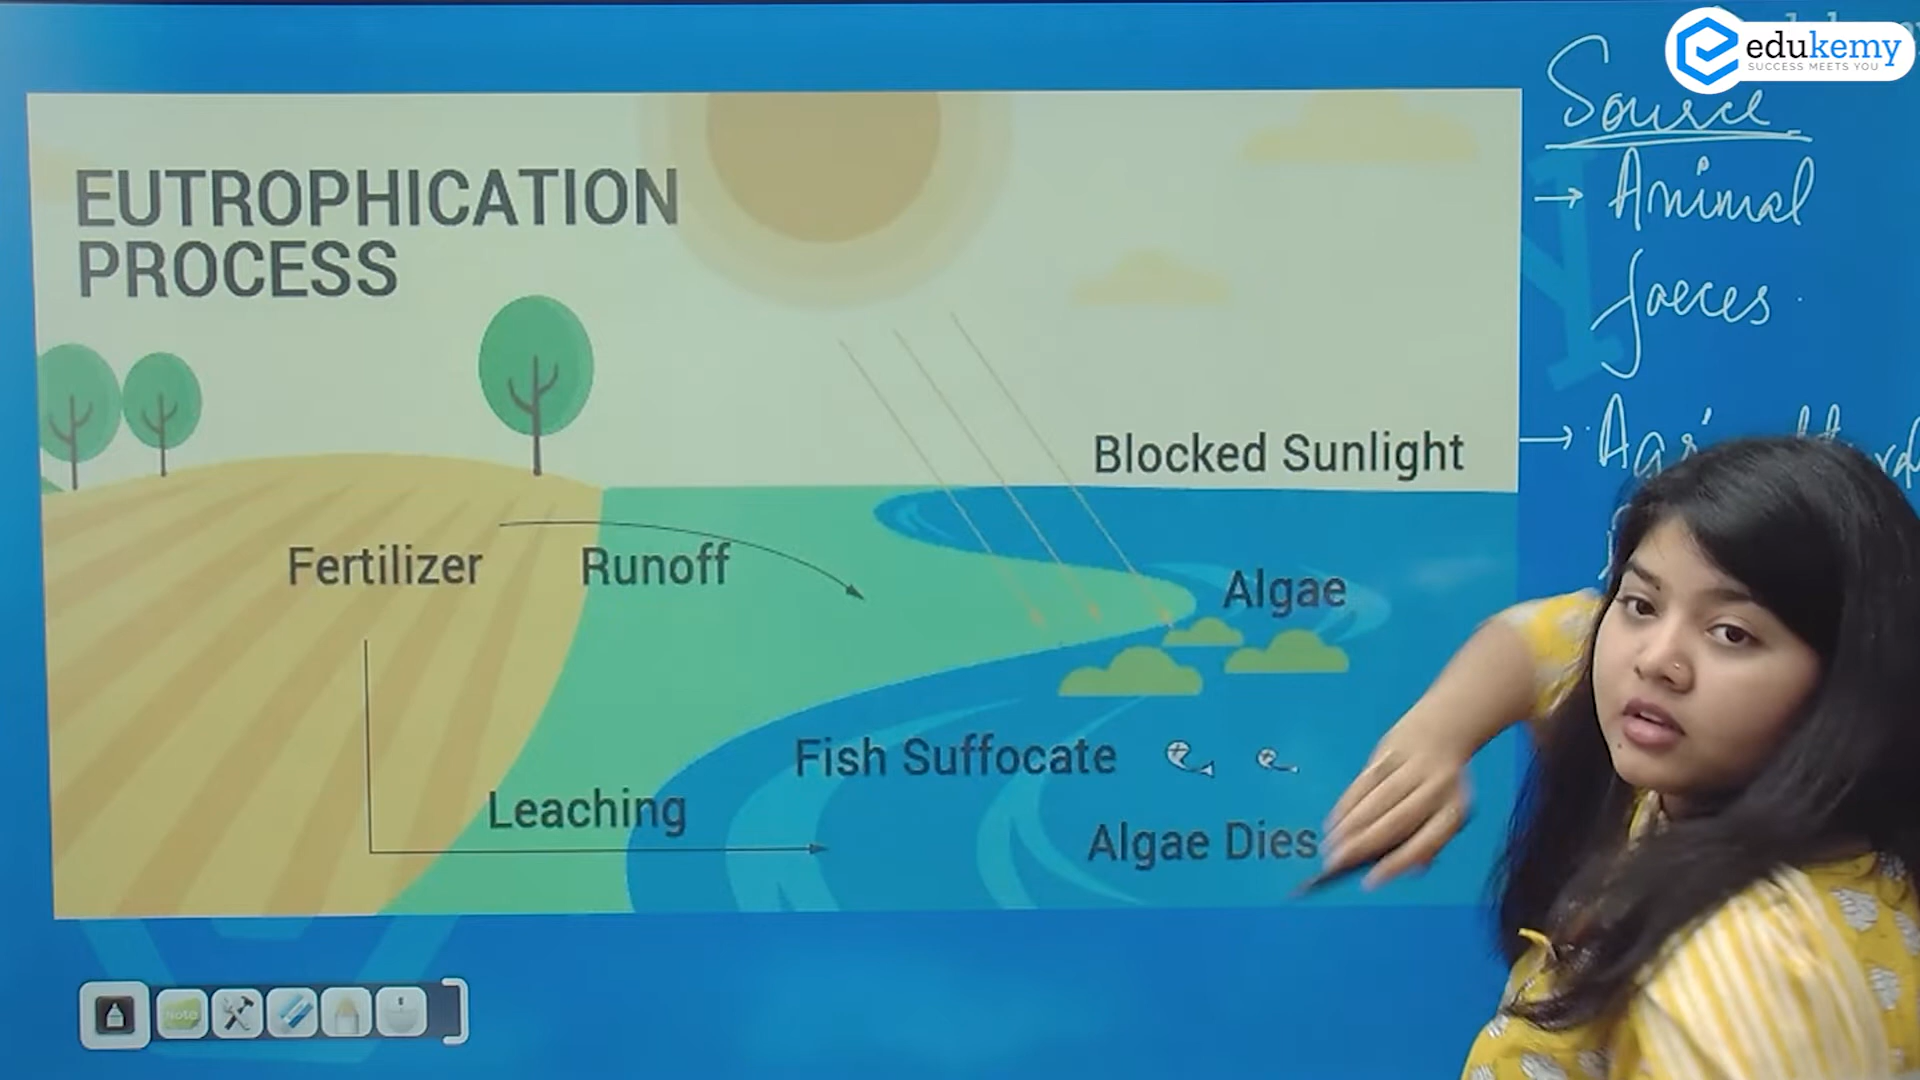 edukemy
SUCCESS MEETS YOU
Source
→ Animal
faeces
EUTROPHICATION
PROCESS
Blocked Sunlight
Fertilizer
Runoff
Algae
Fish Suffocate
Leaching
Algae Dies
note